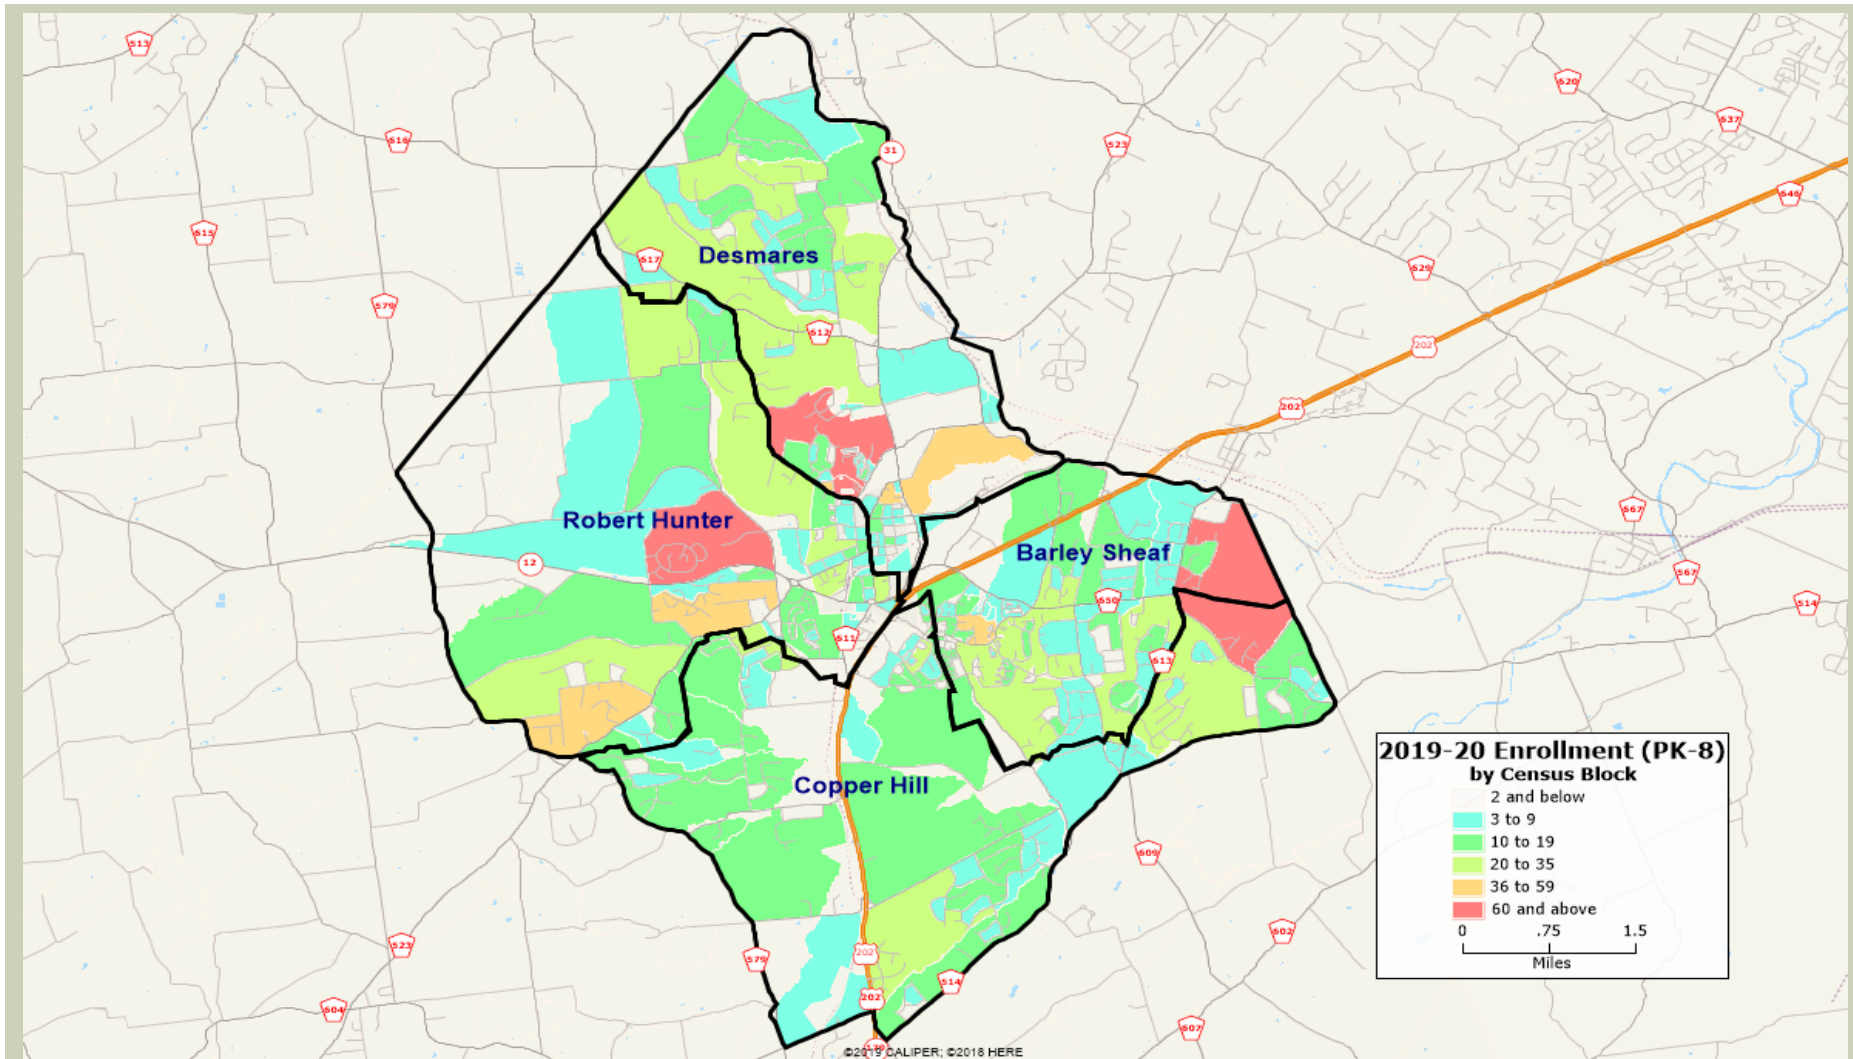 513
620
637
616
523
31
646
615
617
Desmares
629
579
612
202
202
Robert Hunter
667
12
Barley Sheaf
567
567
650
514
611
613
Copper Hill
2019-20 Enrollment (PK-8)
by Census Block
2 and below
3 to 9
10 to 19
20 to 35
36 to 59
60 and above
0 .75 1.5
Miles
609
602
523
579
202
514
202
604
607
179
©2019 CALIPER; ©2018 HERE